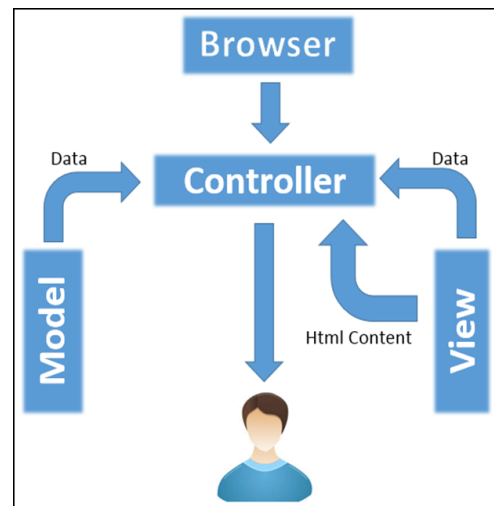 Browser
Data
Data
Controller
Model
Html Content
View